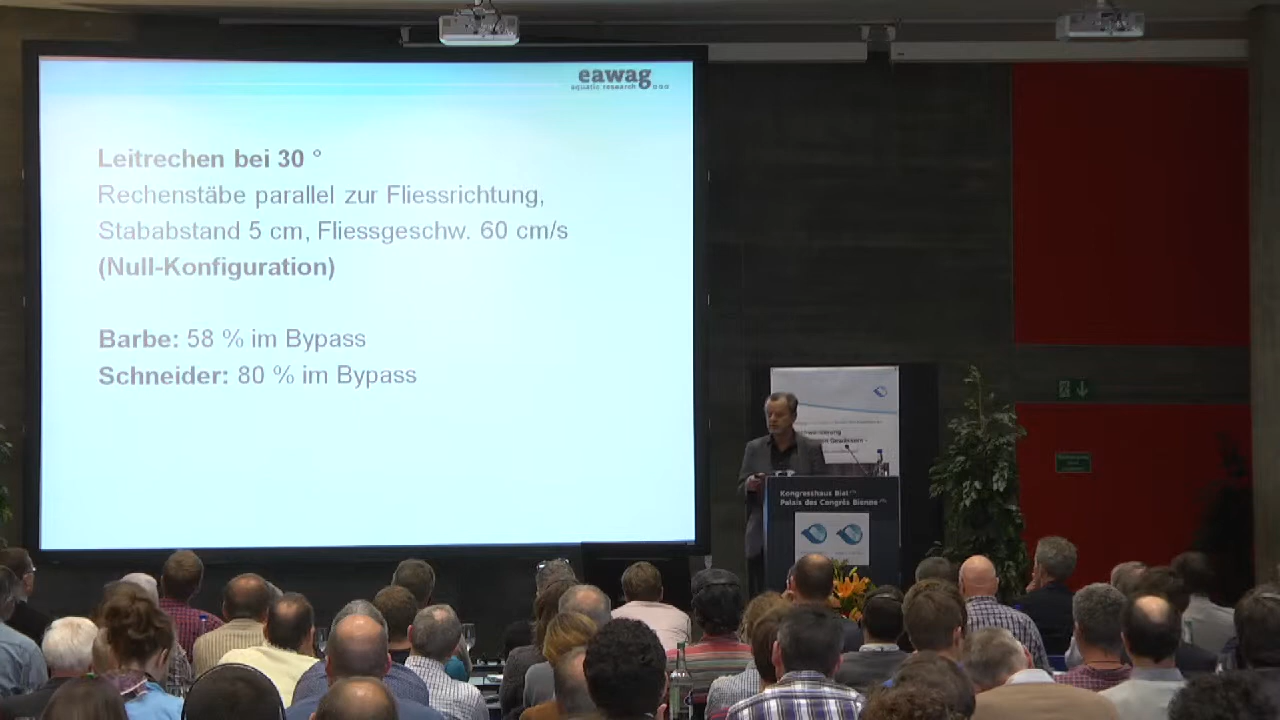 eawag
aquatic research
Leitrechen bei 30 °
Rechenstäbe parallel zur Fliessrichtung,
Stababstand 5 cm, Fliessgeschw. 60 cm/s
(Null-Konfiguration)
Barbe: 58 % im Bypass
Schneider: 80 % im Bypass
Kongresshaus Biel
Palais des Congrès Bienne